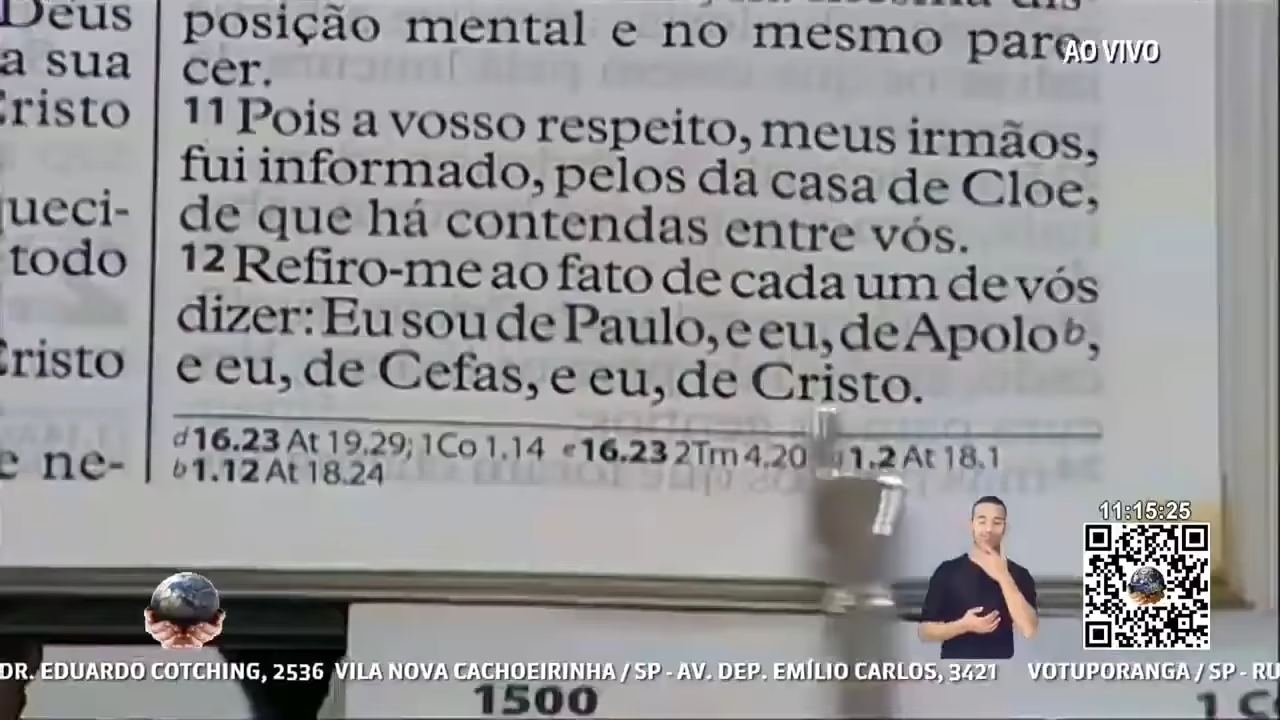 Deus
a sua
Cristo
queci-
todo
Cristo
e ne-
posição mental e no mesmo pare
cer.
11 Pois a vosso respeito, meus irmãos,
fui informado, pelos da casa de Cloe,
de que há contendas entre vós.
12 Refiro-me ao fato de cada um de vós
dizer: Eu sou de Paulo, e eu, de Apolo b,
e eu, de Cefas, e eu, de Cristo.
d 16.23 At 19.29; 1Co 1.14 e 16.23 2Tm 4.20 1.2 At 18.1
b 1.12 At 18.24
AO VIVO
11:15:25
DR. EDUARDO COTCHING, 2536 VILA NOVA CACHOEIRINHA / SP - AV. DEP. EMÍLIO CARLOS, 3421 VOTUPORANGA / SP - RU
1500